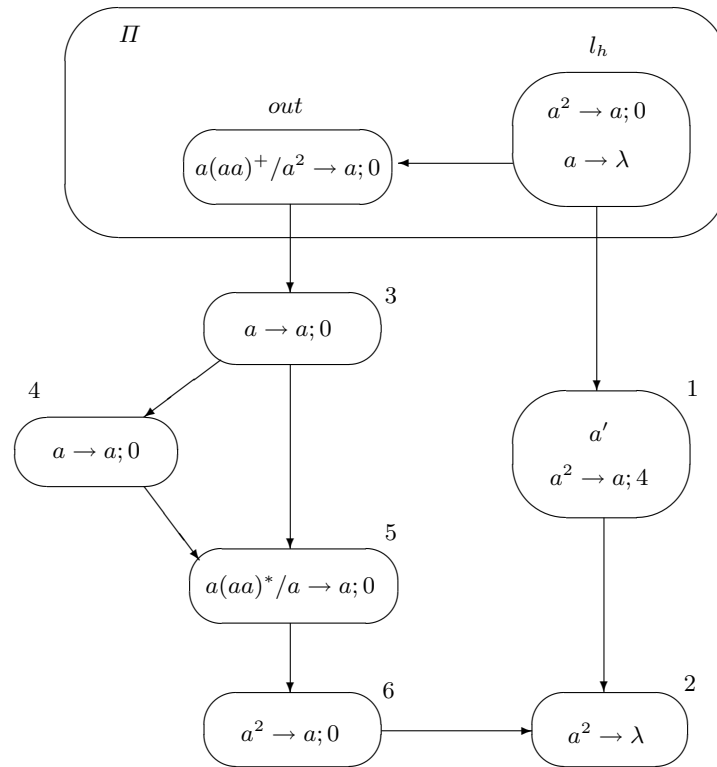 Π
l_h
a² → a; 0
a → λ
out
a(aa)⁺/a² → a; 0
3
a → a; 0
4
a → a; 0
1
a′
a² → a; 4
5
a(aa)*/a → a; 0
6
a² → a; 0
2
a² → λ